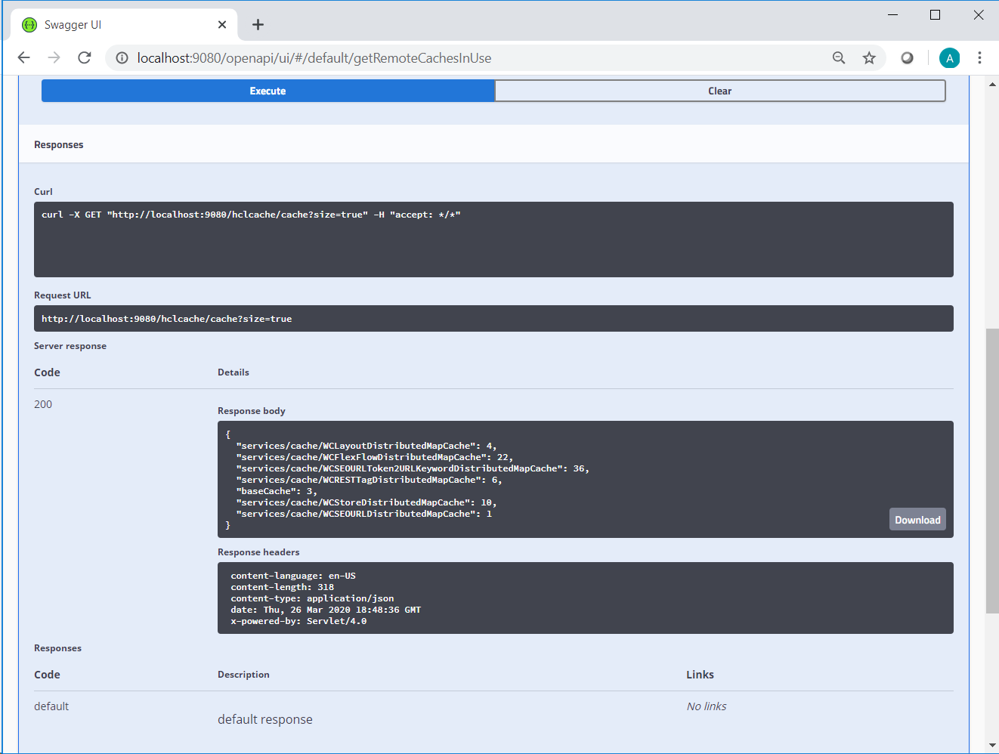 Swagger UI
localhost:9080/openapi/ui/#/default/getRemoteCachesInUse
A
Execute
Clear
Responses
Curl
curl -X GET "http://localhost:9080/hclcache/cache?size=true" -H "accept: */*"
Request URL
http://localhost:9080/hclcache/cache?size=true
Server response
Code Details
200
Response body
{
"services/cache/WCLayoutDistributedMapCache": 4,
"services/cache/WCFlexFlowDistributedMapCache": 22,
"services/cache/WCSEOURLToken2URLKeywordDistributedMapCache": 36,
"services/cache/WCRESTTagDistributedMapCache": 6,
"baseCache": 3,
"services/cache/WCStoreDistributedMapCache": 10,
"services/cache/WCSEOURLDistributedMapCache": 1
}
Download
Response headers
content-language: en-US
content-length: 318
content-type: application/json
date: Thu, 26 Mar 2020 18:48:36 GMT
x-powered-by: Servlet/4.0
Responses
Code Description Links
default No links
default response